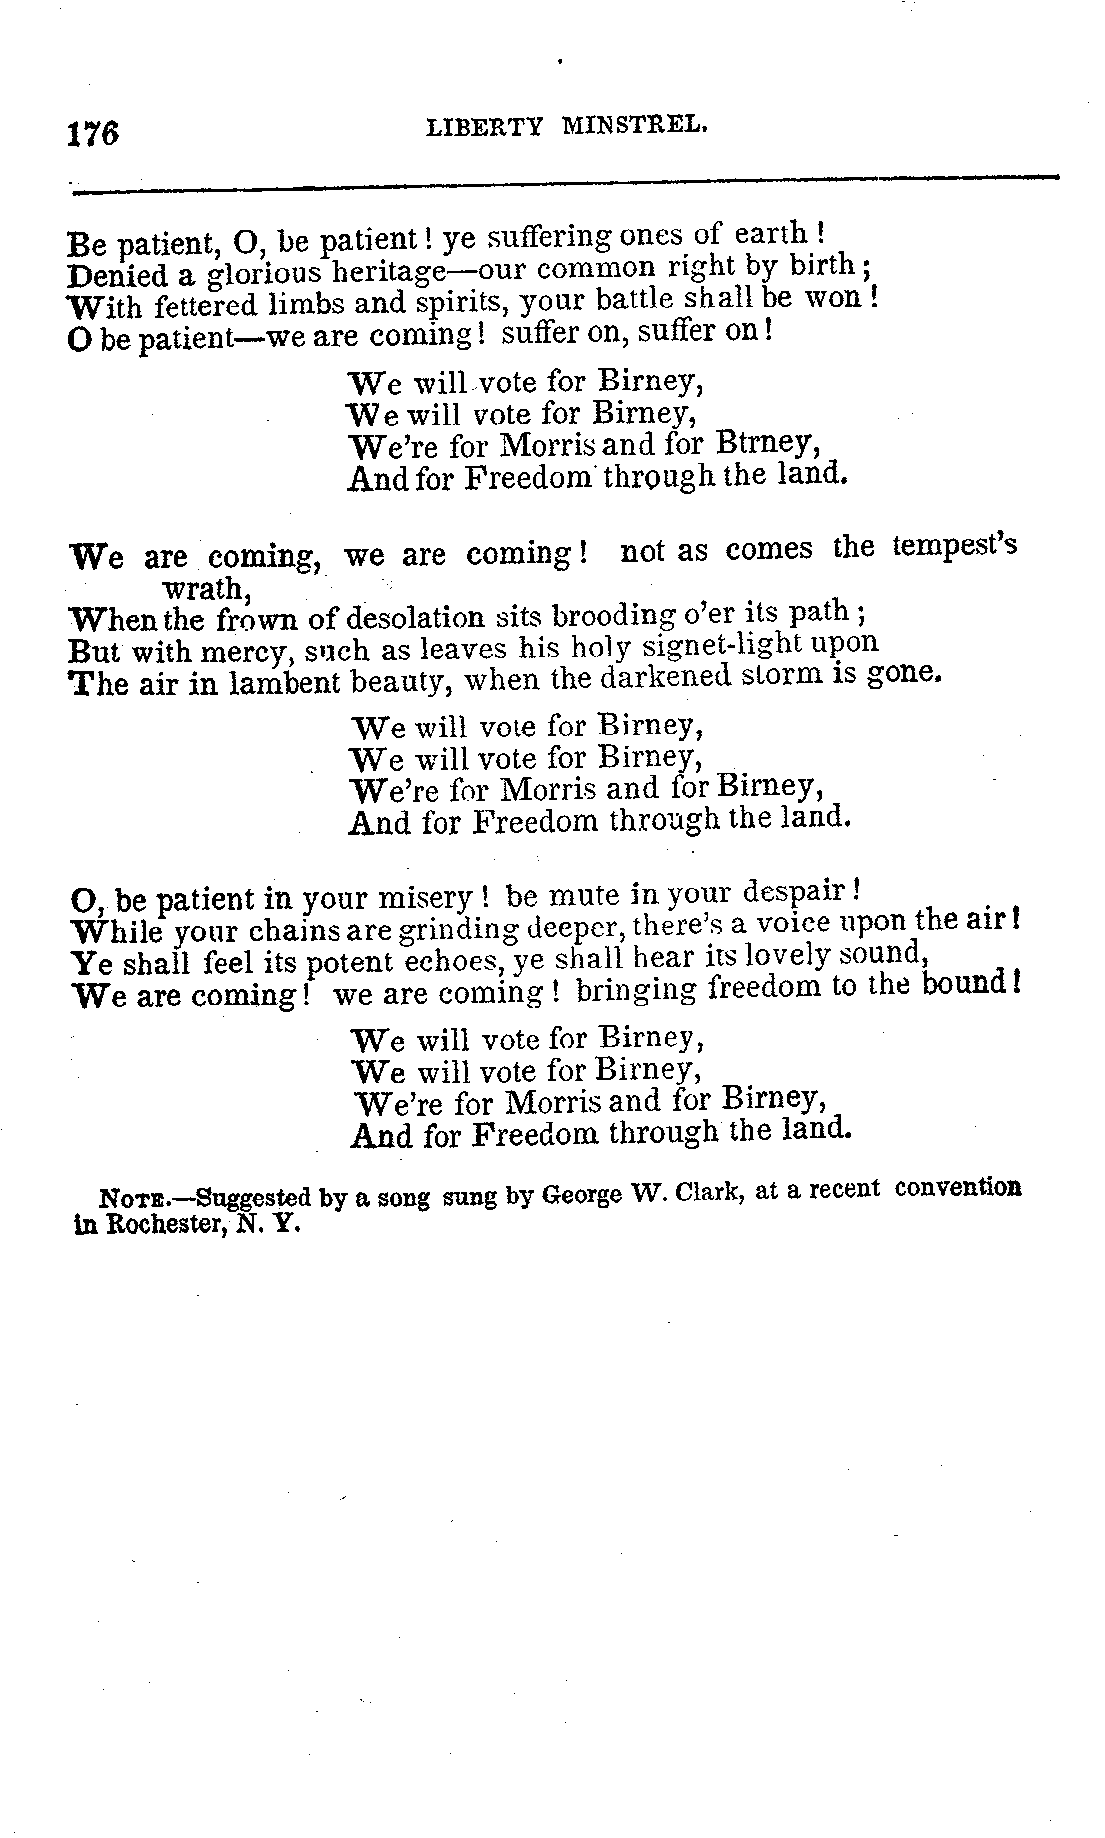 176 LIBERTY MINSTREL.
Be patient, O, be patient! ye suffering ones of earth!
Denied a glorious heritage—our common right by birth;
With fettered limbs and spirits, your battle shall be won!
O be patient—we are coming! suffer on, suffer on!
We will vote for Birney,
We will vote for Birney,
We're for Morris and for Btrney,
And for Freedom through the land.
We are coming, we are coming! not as comes the tempest's
wrath,
When the frown of desolation sits brooding o'er its path;
But with mercy, such as leaves his holy signet-light upon
The air in lambent beauty, when the darkened storm is gone.
We will vote for Birney,
We will vote for Birney,
We're for Morris and for Birney,
And for Freedom through the land.
O, be patient in your misery! be mute in your despair!
While your chains are grinding deeper, there's a voice upon the air!
Ye shall feel its potent echoes, ye shall hear its lovely sound,
We are coming! we are coming! bringing freedom to the bound!
We will vote for Birney,
We will vote for Birney,
We're for Morris and for Birney,
And for Freedom through the land.
NOTE.—Suggested by a song sung by George W. Clark, at a recent convention
in Rochester, N. Y.